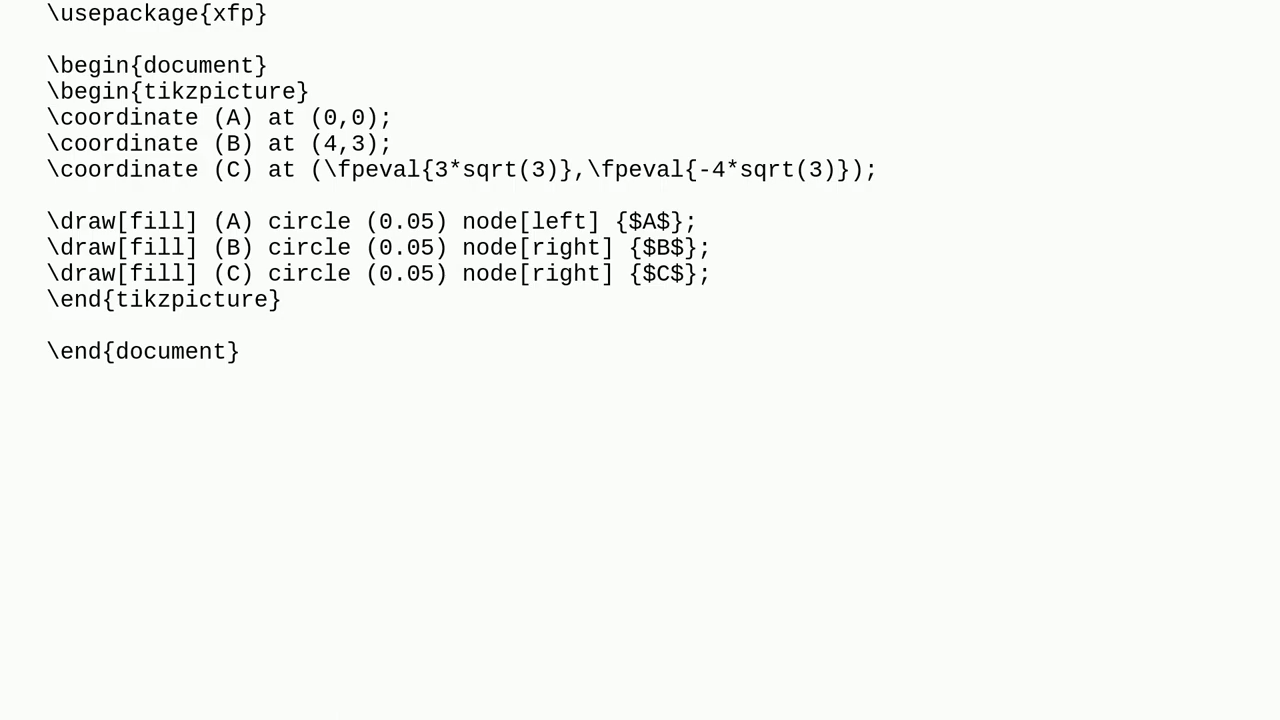 \usepackage{xfp}
\begin{document}
\begin{tikzpicture}
\coordinate (A) at (0,0);
\coordinate (B) at (4,3);
\coordinate (C) at (\fpeval{3*sqrt(3)},\fpeval{-4*sqrt(3)});
\draw[fill] (A) circle (0.05) node[left] {$A$};
\draw[fill] (B) circle (0.05) node[right] {$B$};
\draw[fill] (C) circle (0.05) node[right] {$C$};
\end{tikzpicture}
\end{document}